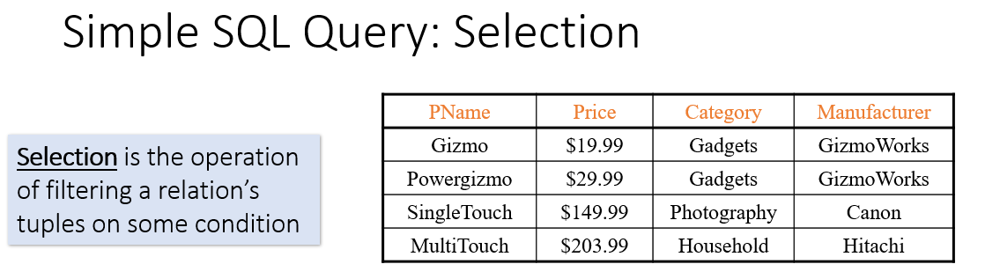 Simple SQL Query: Selection
Selection is the operation
of filtering a relation’s
tuples on some condition
PName Price Category Manufacturer
Gizmo $19.99 Gadgets GizmoWorks
Powergizmo $29.99 Gadgets GizmoWorks
SingleTouch $149.99 Photography Canon
MultiTouch $203.99 Household Hitachi